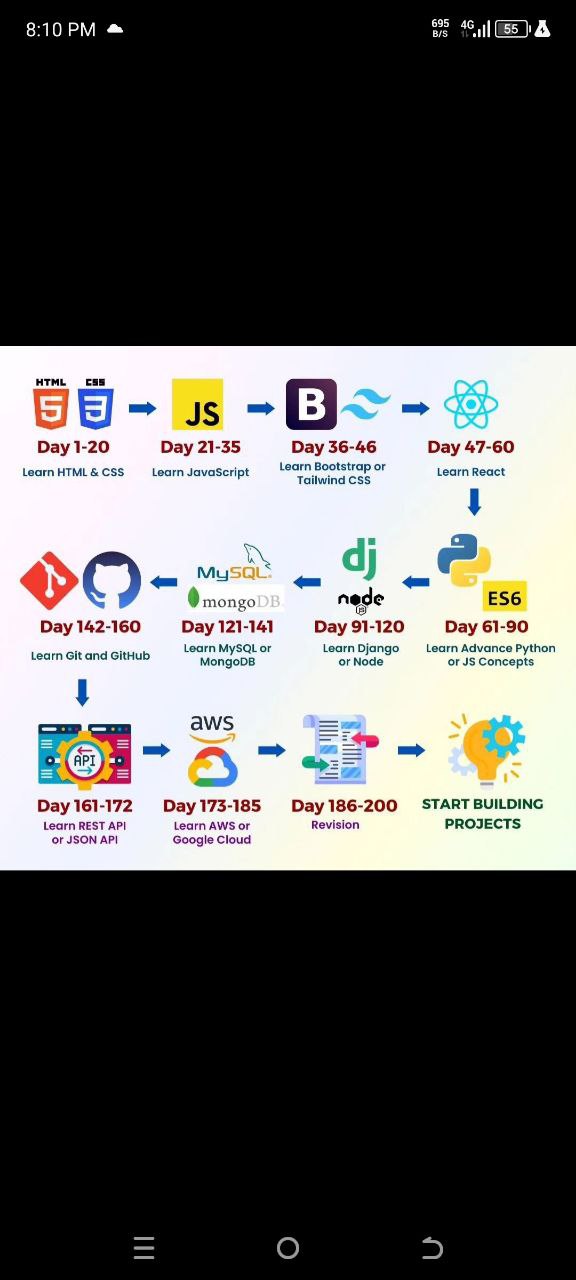 8:10 PM
695
B/S
4G
55
HTML
CSS
5
3
JS
B
Day 1-20
Day 21-35
Day 36-46
Day 47-60
Learn HTML & CSS
Learn JavaScript
Learn Bootstrap or
Tailwind CSS
Learn React
MySQL
mongoDB
dj
node
JS
ES6
Day 142-160
Day 121-141
Day 91-120
Day 61-90
Learn Git and GitHub
Learn MySQL or
MongoDB
Learn Django
or Node
Learn Advance Python
or JS Concepts
API
aws
Day 161-172
Day 173-185
Day 186-200
START BUILDING
PROJECTS
Learn REST API
or JSON API
Learn AWS or
Google Cloud
Revision